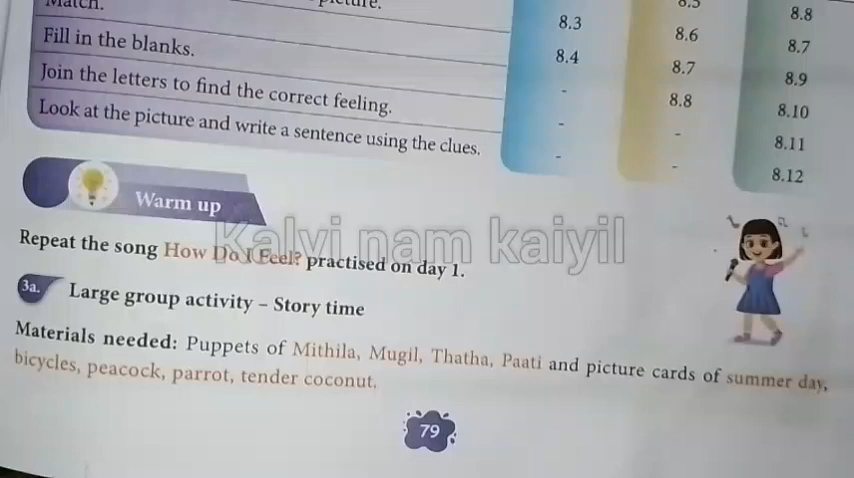 Match.
picture.
8.3
8.5
8.8
Fill in the blanks.
8.4
8.6
8.7
Join the letters to find the correct feeling.
-
8.7
8.9
Look at the picture and write a sentence using the clues.
-
8.8
8.10
-
-
8.11
-
8.12
Warm up
Kalvi nam kaiyil
Repeat the song How Do I Feel? practised on day 1.
3a. Large group activity – Story time
Materials needed: Puppets of Mithila, Mugil, Thatha, Paati and picture cards of summer day,
bicycles, peacock, parrot, tender coconut.
79